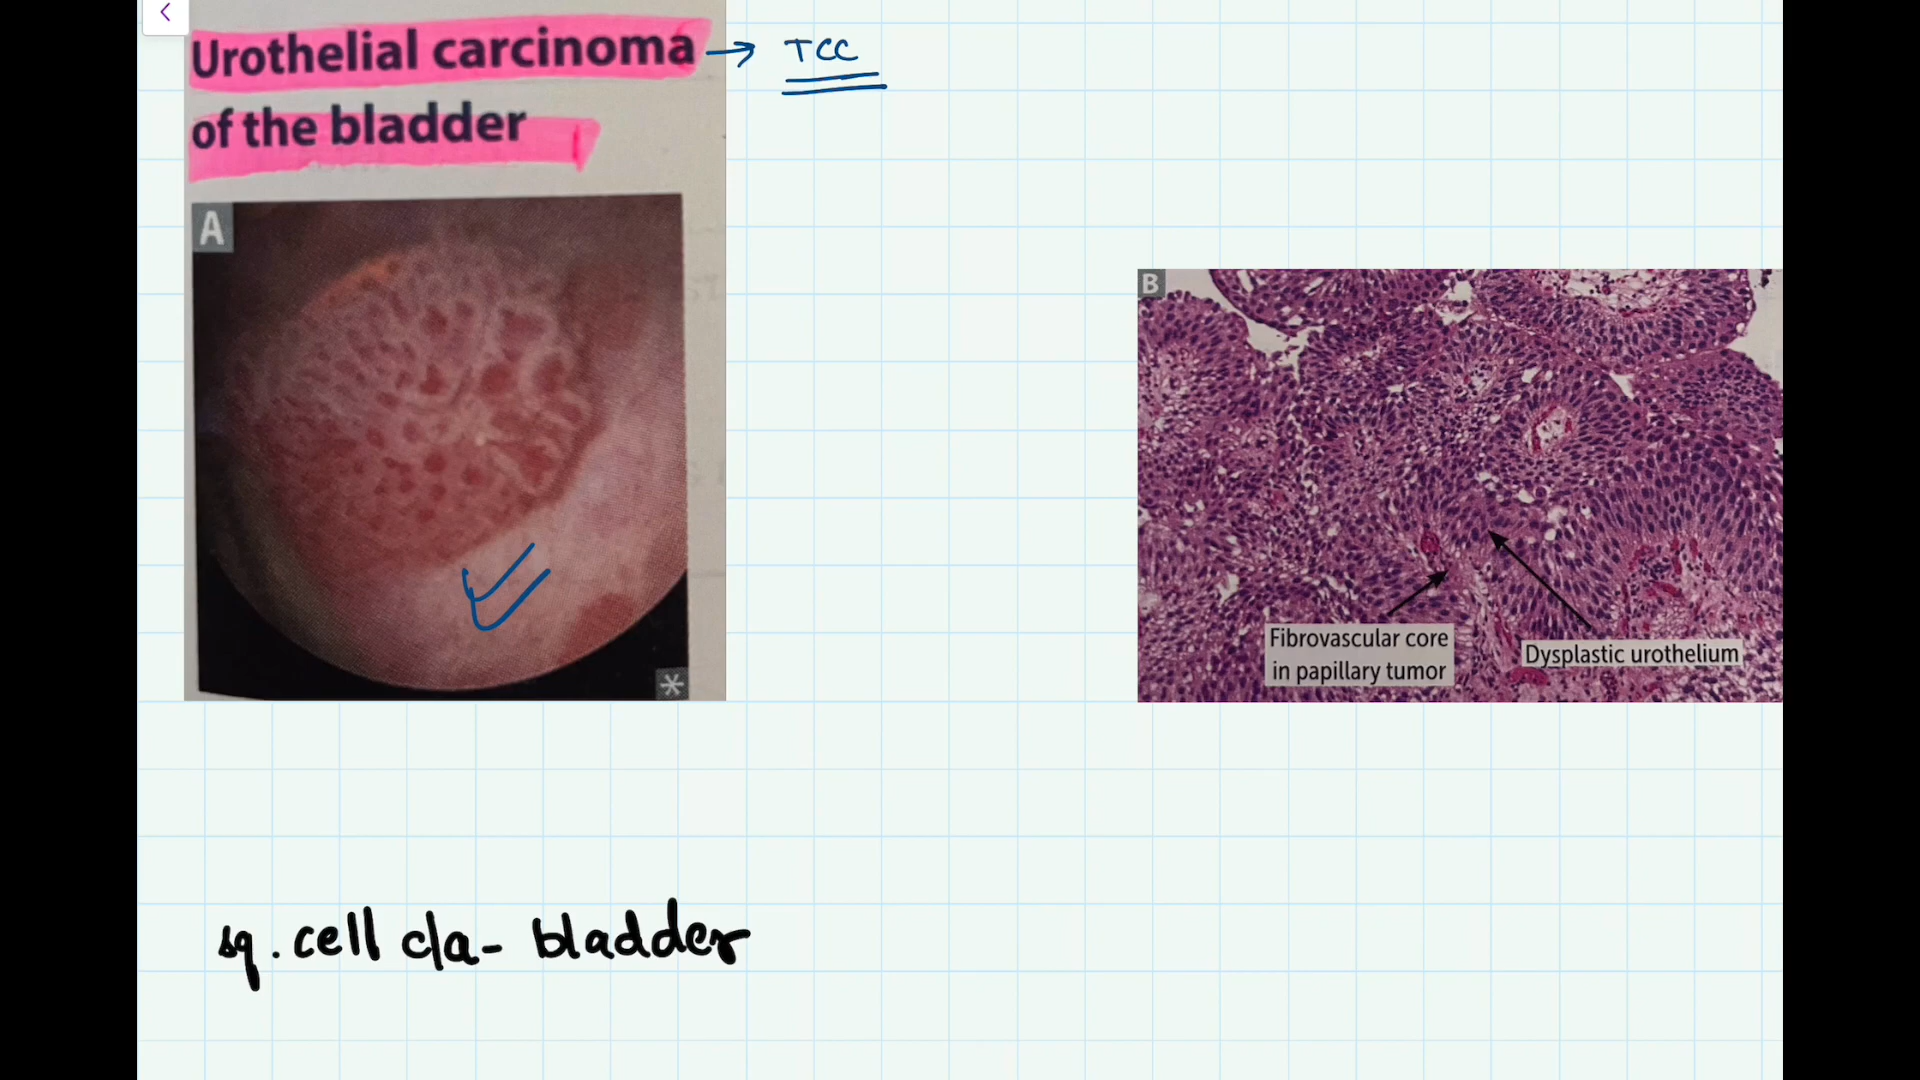 Urothelial carcinoma → TCC
of the bladder
A
B
Fibrovascular core
in papillary tumor
Dysplastic urothelium
sq. cell c/a - bladder